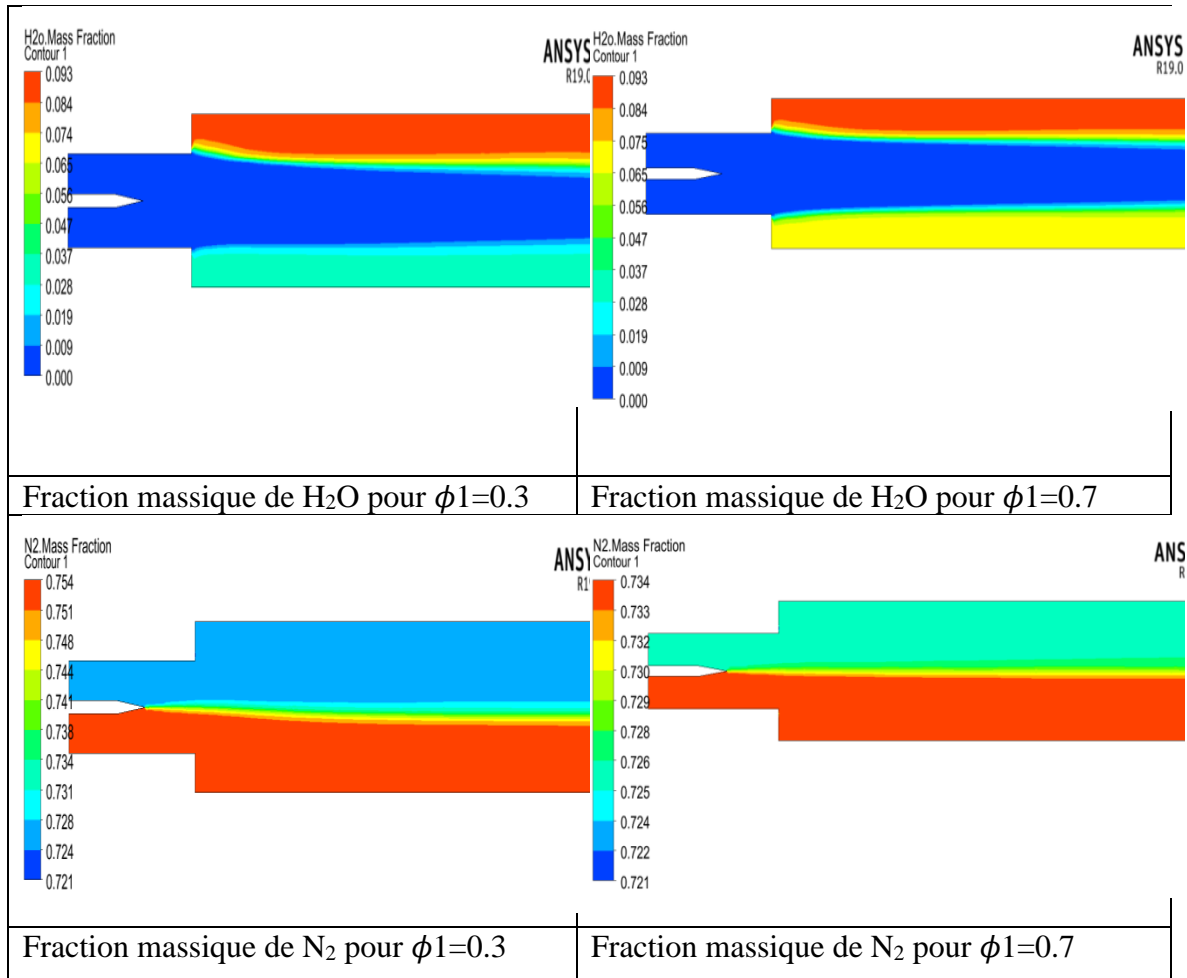 H2o.Mass Fraction
Contour 1
ANSYS
R19.0
0.093
0.084
0.074
0.065
0.056
0.047
0.037
0.028
0.019
0.009
0.000
H2o.Mass Fraction
Contour 1
ANSYS
R19.0
0.093
0.084
0.075
0.065
0.056
0.047
0.037
0.028
0.019
0.009
0.000
Fraction massique de H₂O pour ϕ1=0.3
Fraction massique de H₂O pour ϕ1=0.7
N2.Mass Fraction
Contour 1
ANSY
R1
0.754
0.751
0.748
0.744
0.741
0.738
0.734
0.731
0.728
0.724
0.721
N2.Mass Fraction
Contour 1
ANS
R
0.734
0.733
0.732
0.730
0.729
0.728
0.726
0.725
0.724
0.722
0.721
Fraction massique de N₂ pour ϕ1=0.3
Fraction massique de N₂ pour ϕ1=0.7